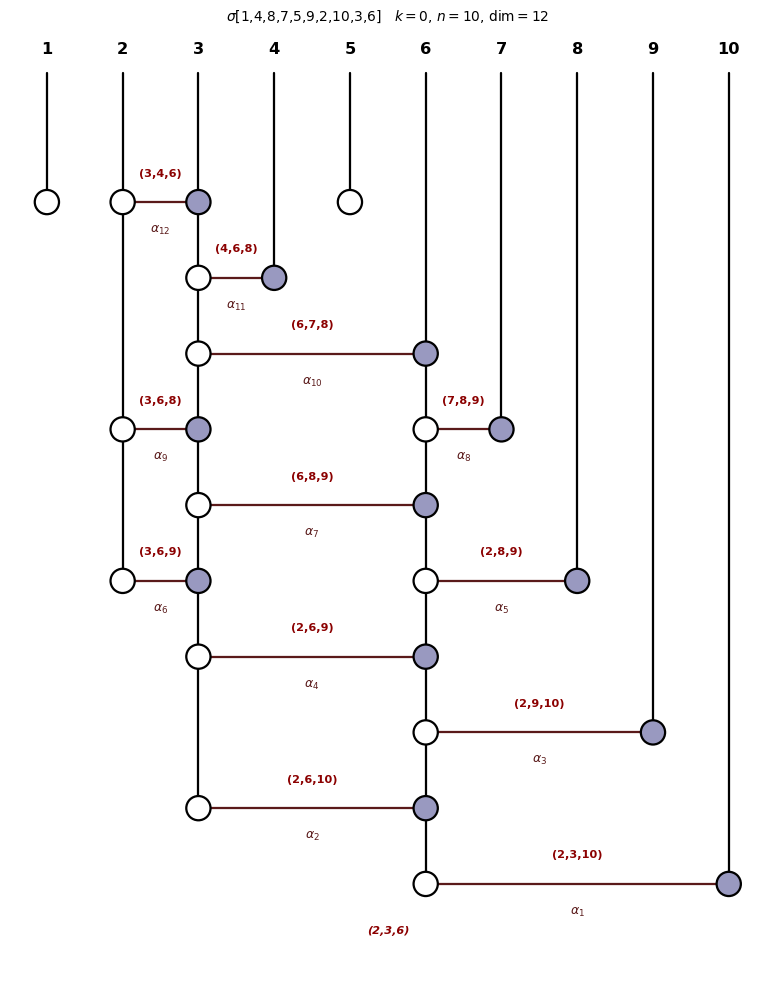 σ[1,4,8,7,5,9,2,10,3,6]   k = 0, n = 10, dim = 12
1 2 3 4 5 6 7 8 9 10
(3,4,6)
α₁₂
(4,6,8)
α₁₁
(6,7,8)
α₁₀
(3,6,8) (7,8,9)
α₉ α₈
(6,8,9)
α₇
(3,6,9) (2,8,9)
α₆ α₅
(2,6,9)
α₄
(2,9,10)
α₃
(2,6,10)
α₂
(2,3,10)
α₁
(2,3,6)